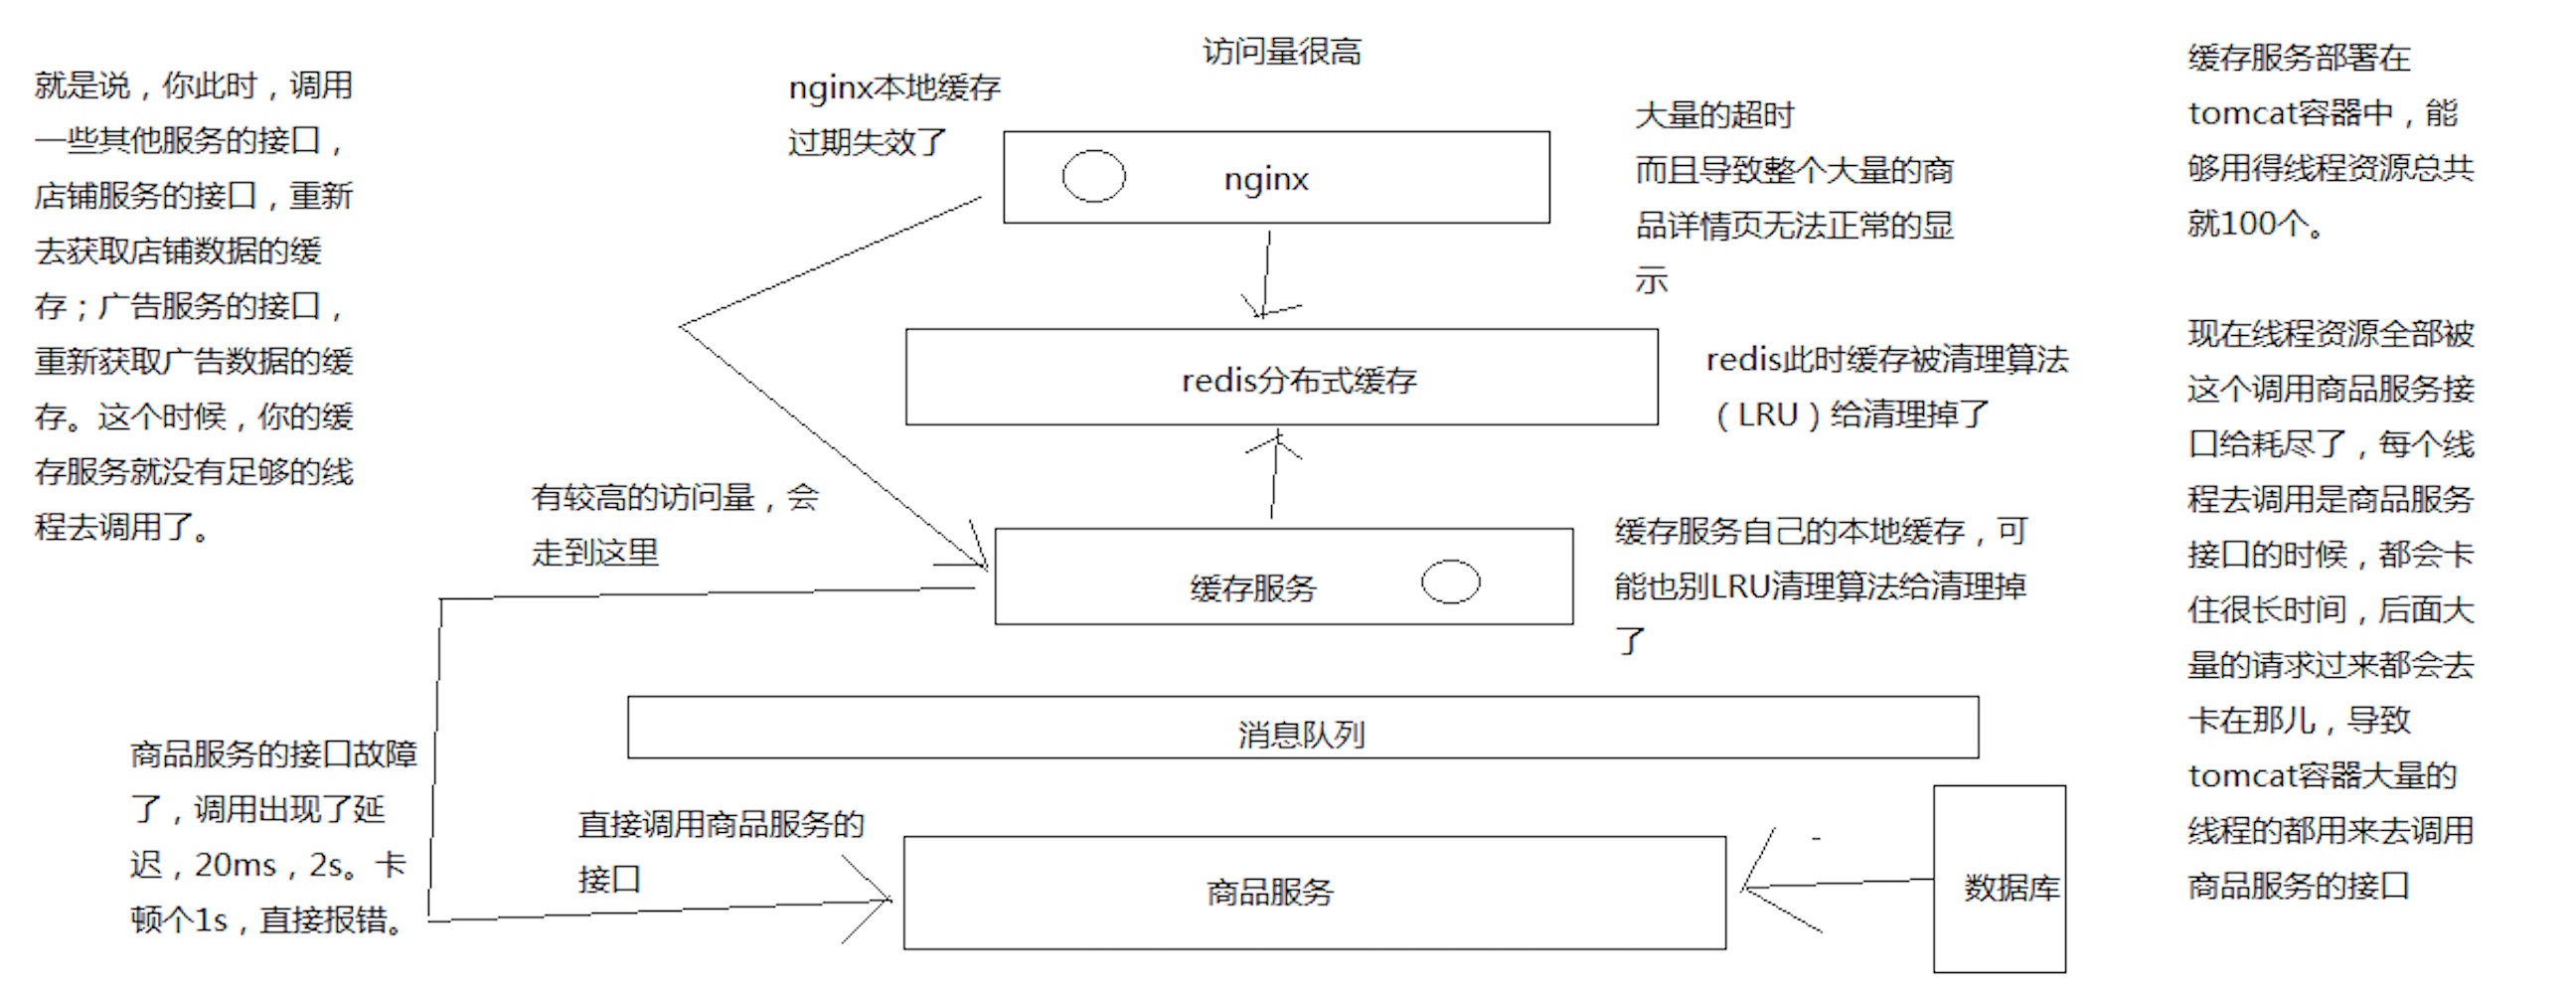 就是说，你此时，调用
一些其他服务的接口，
店铺服务的接口，重新
去获取店铺数据的缓
存；广告服务的接口，
重新获取广告数据的缓
存。这个时候，你的缓
存服务就没有足够的线
程去调用了。
访问量很高
nginx本地缓存
过期失效了
nginx
大量的超时
而且导致整个大量的商
品详情页无法正常的显
示
redis分布式缓存
redis此时缓存被清理算法
（LRU）给清理掉了
有较高的访问量，会
走到这里
缓存服务
缓存服务自己的本地缓存，可
能也别LRU清理算法给清理掉
了
消息队列
商品服务的接口故障
了，调用出现了延
迟，20ms，2s。卡
顿个1s，直接报错。
直接调用商品服务的
接口
商品服务
数据库
缓存服务部署在
tomcat容器中，能
够用得线程资源总共
就100个。
现在线程资源全部被
这个调用商品服务接
口给耗尽了，每个线
程去调用是商品服务
接口的时候，都会卡
住很长时间，后面大
量的请求过来都会去
卡在那儿，导致
tomcat容器大量的
线程的都用来去调用
商品服务的接口